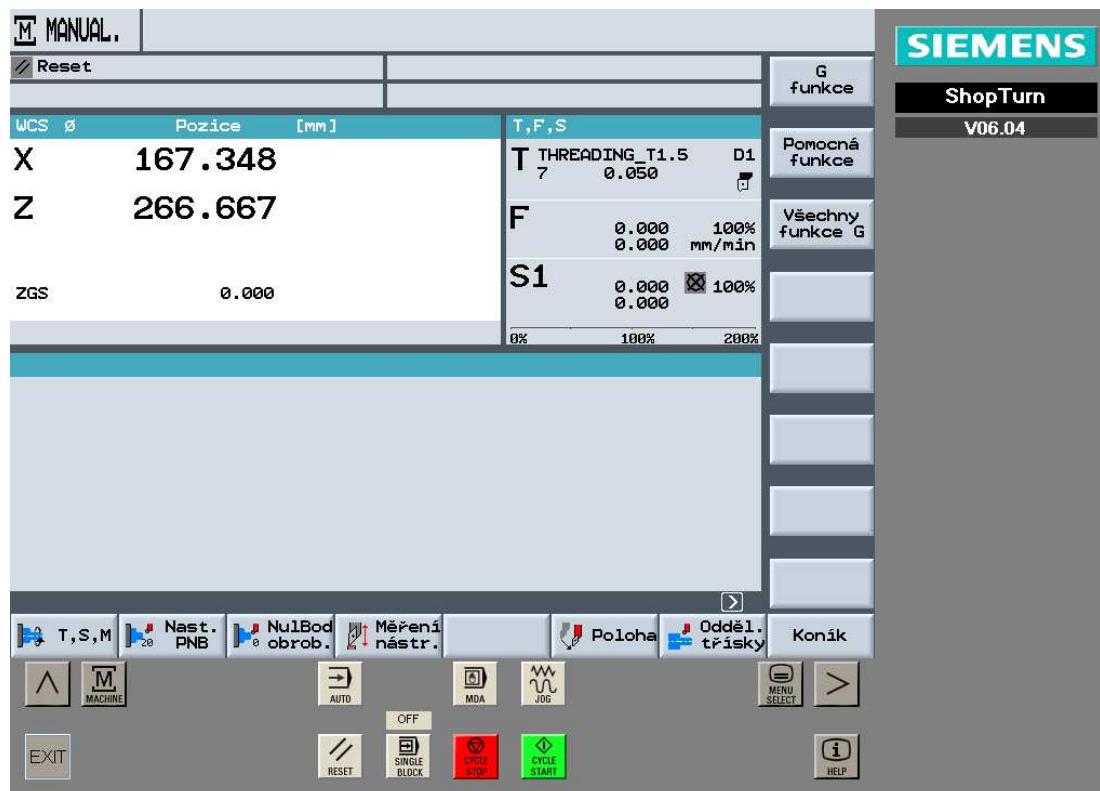 MANUAL.
SIEMENS
Reset
G
funkce
ShopTurn
V06.04
WCS Ø Pozice [mm]
T,F,S
X 167.348
T THREADING_T1.5 D1
7 0.050
Pomocná
funkce
Z 266.667
F 0.000 100%
0.000 mm/min
Všechny
funkce G
S1 0.000 100%
0.000
ZGS 0.000
0% 100% 200%
T,S,M
Nast.
PNB
NulBod
obrob.
Měření
nástr.
Poloha
Odděl.
třísky
Koník
M
MACHINE
AUTO
MDA
JOG
MENU
SELECT
OFF
EXIT
RESET
SINGLE
BLOCK
CYCLE
STOP
CYCLE
START
HELP